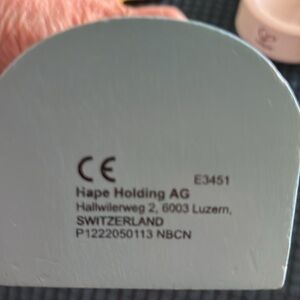 CE E3451
Hape Holding AG
Hallwilerweg 2, 6003 Luzern,
SWITZERLAND
P1222050113 NBCN